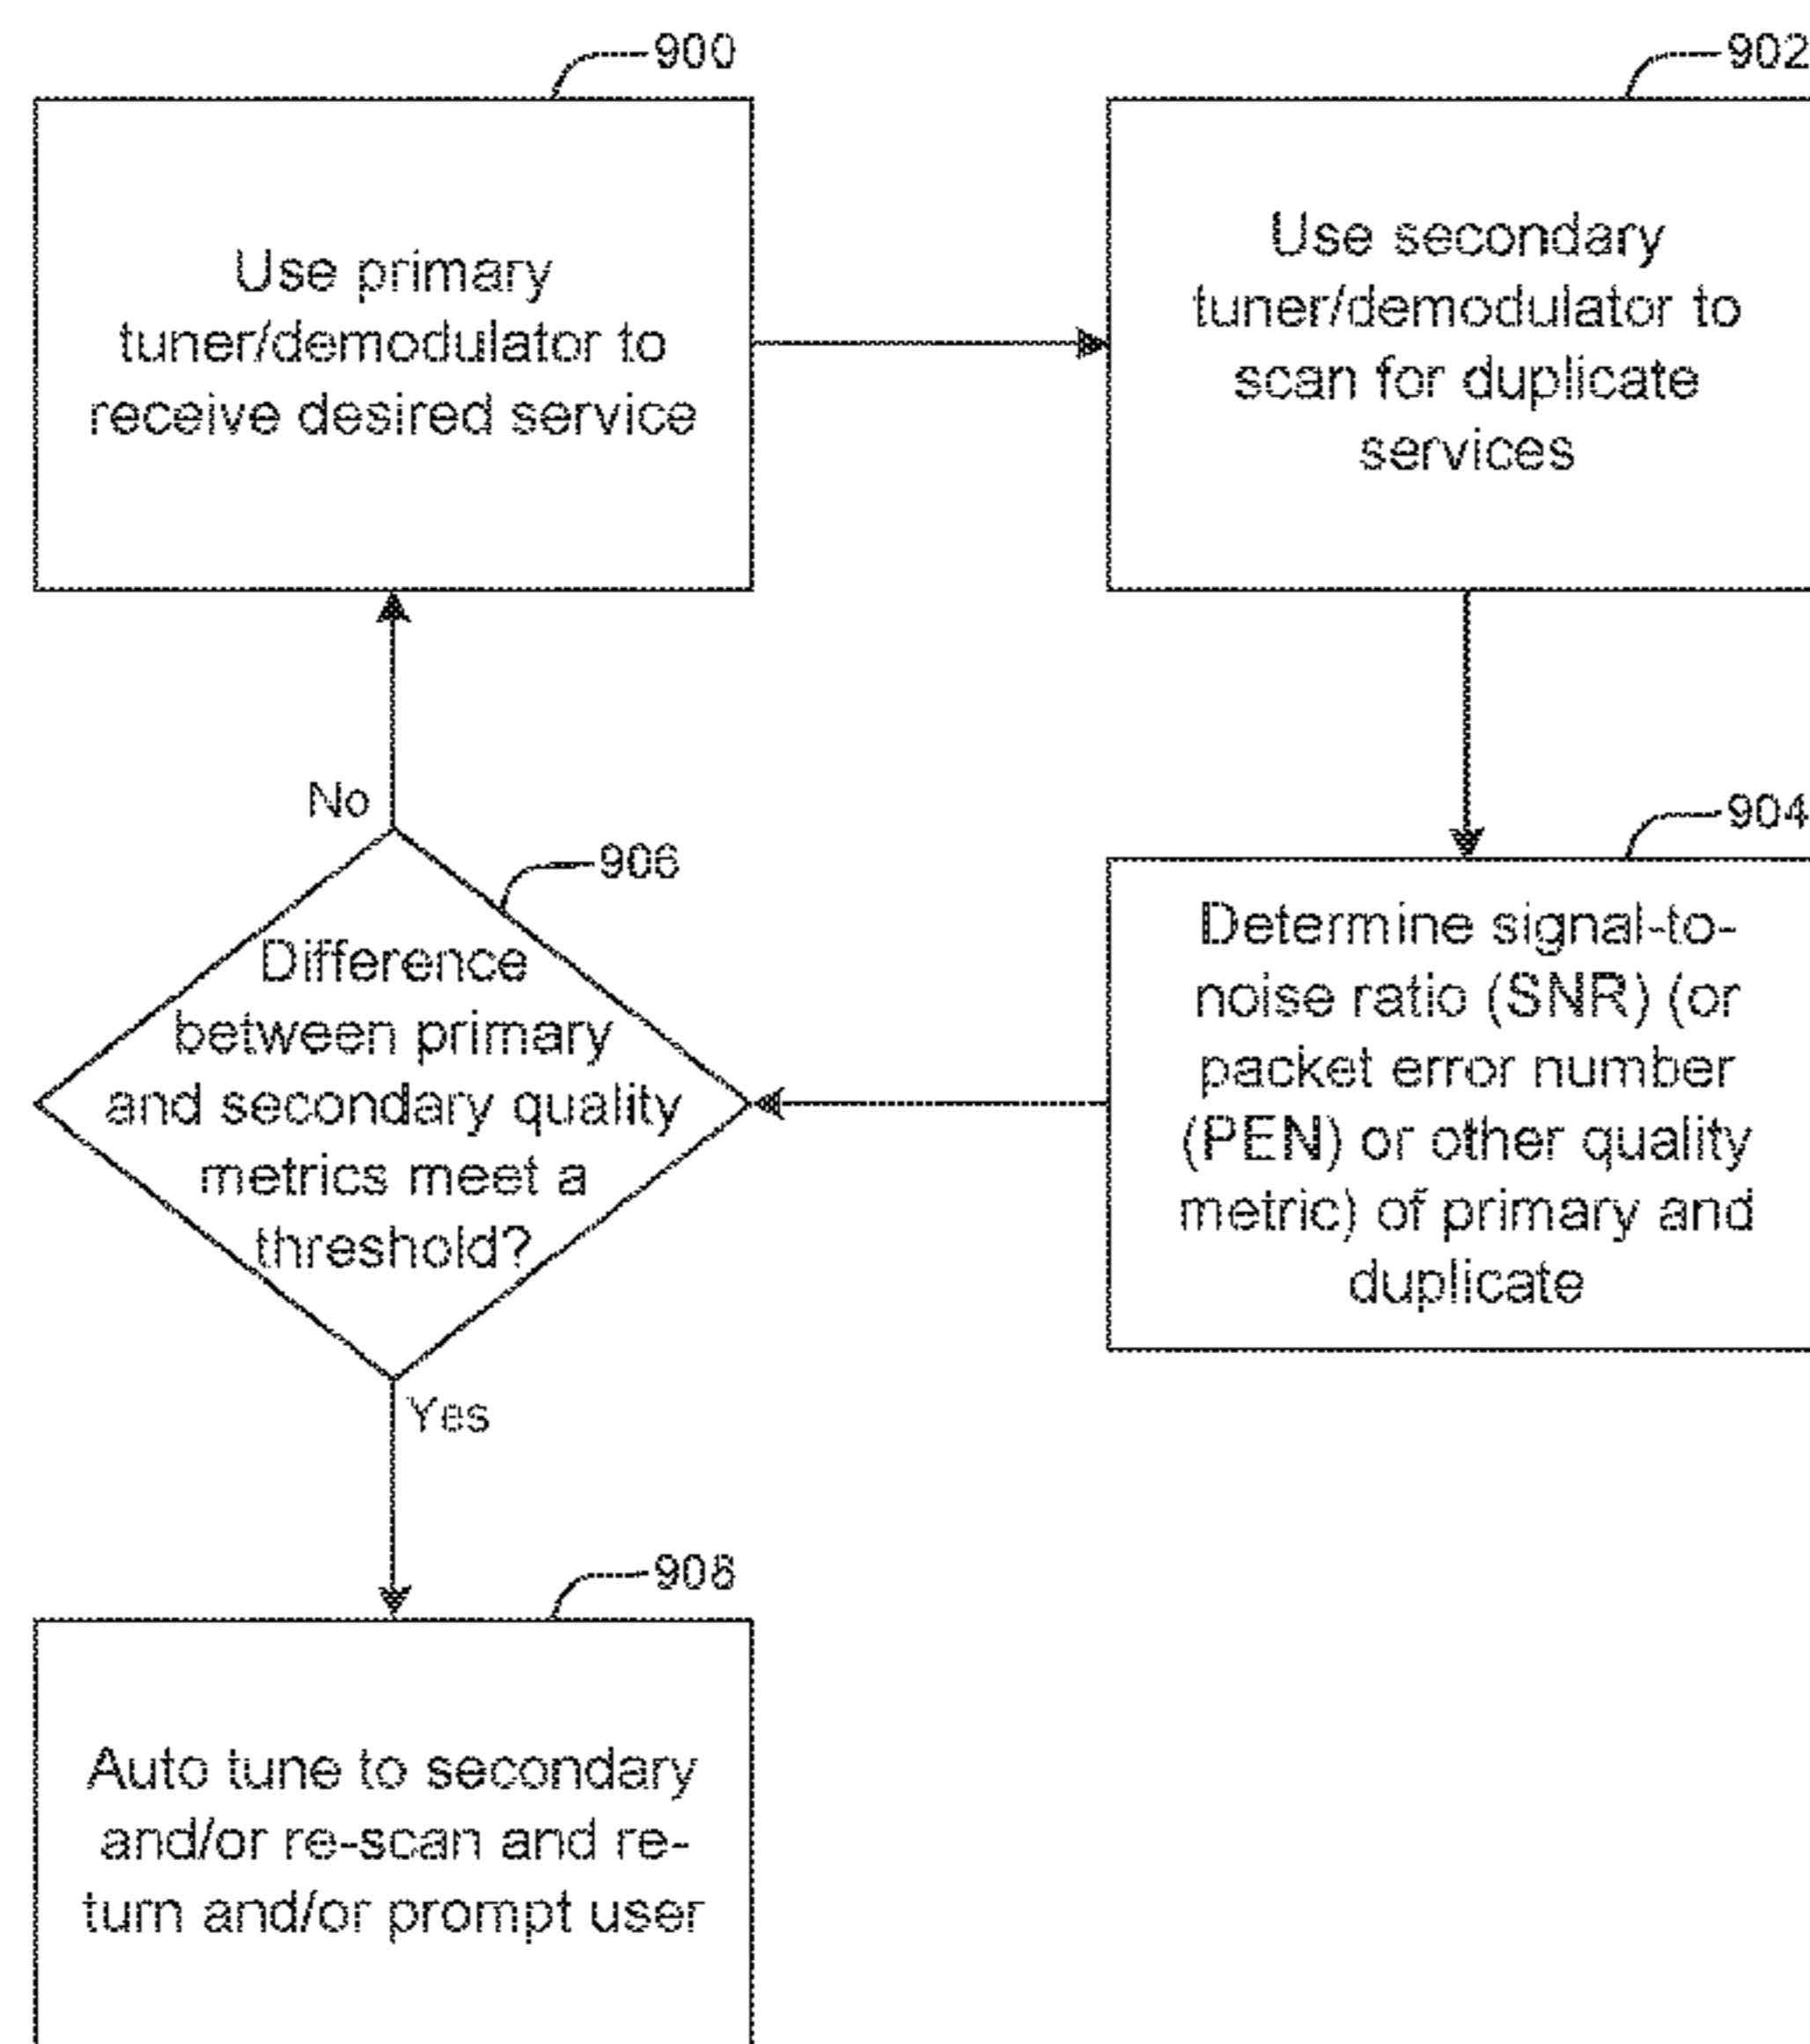 900
Use primary
tuner/demodulator to
receive desired service
902
Use secondary
tuner/demodulator to
scan for duplicate
services
904
Determine signal-to-
noise ratio (SNR) (or
packet error number
(PEN) or other quality
metric) of primary and
duplicate
No
906
Difference
between primary
and secondary quality
metrics meet a
threshold?
Yes
908
Auto tune to secondary
and/or re-scan and re-
turn and/or prompt user